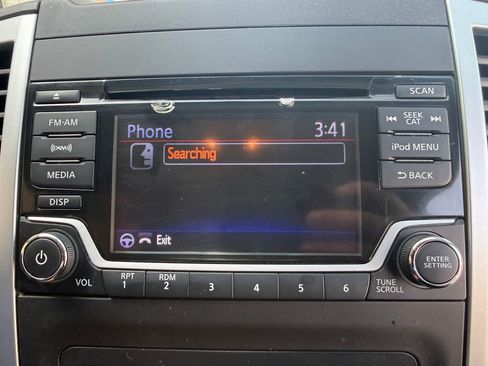 SCAN
FM·AM
Phone
3:41
SEEK
CAT
((XM))
Searching
iPod MENU
MEDIA
BACK
DISP
Exit
VOL
RPT
1
RDM
2
3
4
5
6
TUNE
SCROLL
ENTER
SETTING